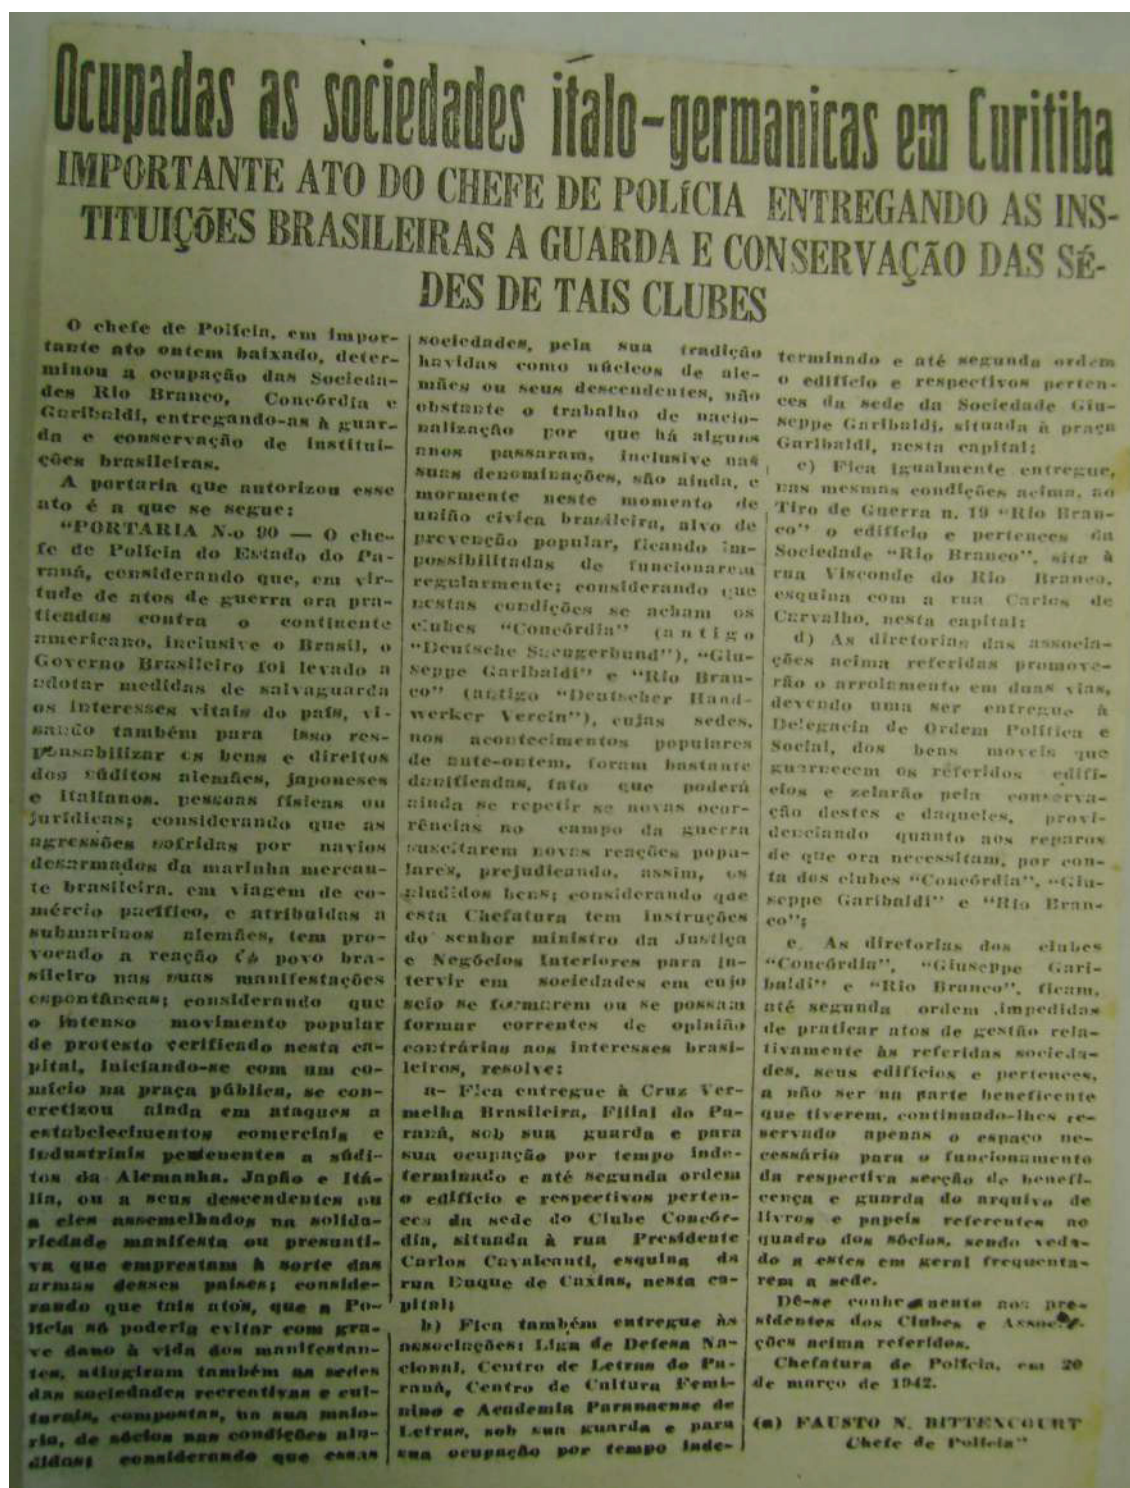 Ocupadas as sociedades ítalo-germanicas em Curitiba
IMPORTANTE ATO DO CHEFE DE POLÍCIA ENTREGANDO AS INS-
TITUIÇÕES BRASILEIRAS A GUARDA E CONSERVAÇÃO DAS SÉ-
DES DE TAIS CLUBES
O chefe de Polícia, em impor-
tante ato ontem baixado, deter-
minou a ocupação das Socieda-
des Rio Branco, Concórdia e
Garibaldi, entregando-as à guar-
da e conservação de institui-
ções brasileiras.
A portaria que autorizou esse
ato é a que se segue:
"PORTARIA N.o 90 — O che-
fe de Polícia do Estado do Pa-
raná, considerando que, em vir-
tude de atos de guerra ora pra-
ticados contra o continente
americano, inclusive o Brasil, o
Governo Brasileiro foi levado a
adotar medidas de salvaguarda
os interesses vitais do país, vi-
sando também para isso res-
ponsabilizar os bens e direitos
dos súditos alemães, japoneses
e italianos, pessoas físicas ou
jurídicas; considerando que as
agressões sofridas por navios
desarmados da marinha mercan-
te brasileira, em viagem de co-
mércio pacífico, e atribuidas a
submarinos alemães, tem pro-
vocado a reação do povo bra-
sileiro nas suas manifestações
espontâneas; considerando que
o intenso movimento popular
de protesto verificado nesta ca-
pital, iniciando-se com um co-
mício na praça pública, se con-
cretizou ainda em ataques a
estabelecimentos comerciais e
industriais pertenentes a súdi-
tos da Alemanha, Japão e Itá-
lia, ou a seus descendentes ou
a eles assemelhados na solida-
riedade manifesta ou presunti-
va que emprestam à sorte das
armas desses países; conside-
rando que tais atos, que a Po-
lícia só poderia evitar com gra-
ve dano à vida dos manifestan-
tes, atingiram também as sedes
das sociedades recreativas e cul-
turais, compostas, na sua maio-
ria, de sócios nas condições alu-
didas; considerando que essas
sociedades, pela sua tradição
havidas como núcleos de ale-
mães ou seus descendentes, não
obstante o trabalho de nacio-
nalização por que há alguns
anos passaram, inclusive nas
suas denominações, são ainda, e
mormente neste momento de
união cívica brasileira, alvo de
prevenção popular, ficando im-
possibilitadas de funcionarem
regularmente; considerando que
nestas condições se acham os
clubes "Concórdia" (antigo
"Deutsche Saengerbund"), "Giu-
seppe Garibaldi" e "Rio Bran-
co" (antigo "Deutscher Hand-
werker Verein"), cujas sedes,
nos acontecimentos populares
de ante-ontem, foram bastante
danificadas, fato que poderá
ainda se repetir se novas ocor-
rências no campo da guerra
suscitarem novas reações popu-
lares, prejudicando, assim, os
aludidos bens; considerando que
esta Chefatura tem instruções
do senhor ministro da Justiça
e Negócios Interiores para in-
tervir em sociedades em cujo
seio se formarem ou se possam
formar correntes de opinião
contrárias aos interesses brasi-
leiros, resolve:
a- Fica entregue à Cruz Ver-
melha Brasileira, Filial do Pa-
raná, sob sua guarda e para
sua ocupação por tempo inde-
terminado e até segunda ordem
o edifício e respectivos perten-
ces da sede do Clube Concór-
dia, situada à rua Presidente
Carlos Cavalcanti, esquina da
rua Duque de Caxias, nesta ca-
pital;
b) Fica também entregue às
associações: Liga de Defesa Na-
cional, Centro de Letras do Pa-
raná, Centro de Cultura Femi-
nino e Academia Paranaense de
Letras, sob sua guarda e para
sua ocupação por tempo inde-
terminado e até segunda ordem
o edifício e respectivos perten-
ces da sede da Sociedade Giu-
seppe Garibaldi, situada à praça
Garibaldi, nesta capital;
c) Fica igualmente entregue,
nas mesmas condições acima, ao
Tiro de Guerra n. 19 "Rio Bran-
co" o edifício e pertences da
Sociedade "Rio Branco", sita à
rua Visconde do Rio Branco,
esquina com a rua Carlos de
Carvalho, nesta capital;
d) As diretorias das associa-
ções acima referidas promove-
rão o arrolamento em duas vias,
devendo uma ser entregue à
Delegacia de Ordem Política e
Social, dos bens moveis que
guarnecem os referidos edifí-
cios e zelarão pela conserva-
ção destes e daqueles, provi-
denciando quanto aos reparos
de que ora necessitam, por con-
ta dos clubes "Concórdia", "Giu-
seppe Garibaldi" e "Rio Bran-
co";
e. As diretorias dos clubes
"Concórdia", "Giuseppe Gari-
baldi" e "Rio Branco", ficam,
até segunda ordem ,impedidas
de praticar atos de gestão rela-
tivamente às referidas socieda-
des, seus edifícios e pertences,
a não ser na parte beneficente
que tiverem, continuando-lhes re-
servado apenas o espaço ne-
cessário para o funcionamento
da respectiva secção de benefi-
cença e guarda do arquivo de
livros e papeis referentes ao
quadro dos sócios, sendo veda-
do a estes em geral frequenta-
rem a sede.
Dê-se conhecimento aos pre-
sidentes dos Clubes e Associa-
ções acima referidos.
Chefatura de Polícia, em 20
de março de 1942.
(a) FAUSTO N. BITTENCOURT
Chefe de Polícia"